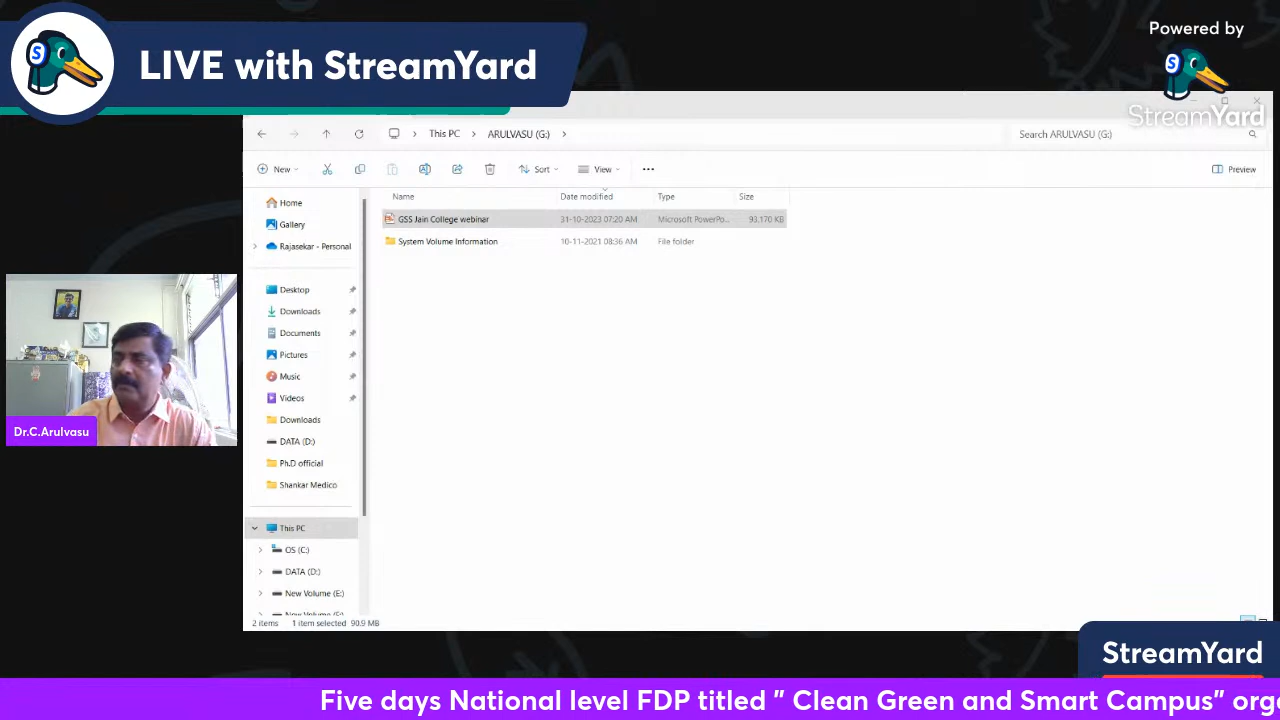 LIVE with StreamYard
Powered by
StreamYard
This PC
ARULVASU (G:)
Search ARULVASU (G:)
New
Sort
View
Preview
Home
Gallery
Rajasekar - Personal
Desktop
Downloads
Documents
Pictures
Music
Videos
Downloads
DATA (D:)
Ph.D official
Shankar Medico
This PC
OS (C:)
DATA (D:)
New Volume (E:)
Name Date modified Type Size
GSS Jain College webinar 31-10-2023 07:20 AM Microsoft PowerPo... 93,170 KB
System Volume Information 10-11-2021 08:36 AM File folder
2 items 1 item selected 90.9 MB
Dr.C.Arulvasu
StreamYard
Five days National level FDP titled " Clean Green and Smart Campus" orga